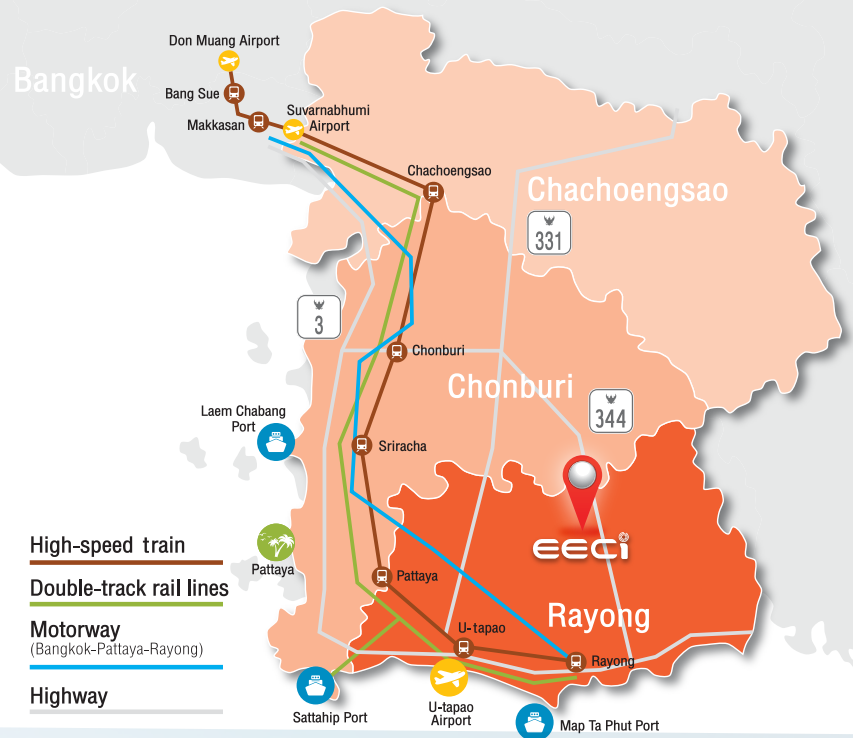 Don Muang Airport
Bangkok
Bang Sue
Suvarnabhumi
Airport
Makkasan
Chachoengsao
Chachoengsao
331
3
Chonburi
Chonburi
344
Laem Chabang
Port
Sriracha
High-speed train
EECi
Double-track rail lines
Pattaya
Pattaya
Motorway
(Bangkok-Pattaya-Rayong)
Rayong
U-tapao
Rayong
Highway
Sattahip Port
U-tapao
Airport
Map Ta Phut Port